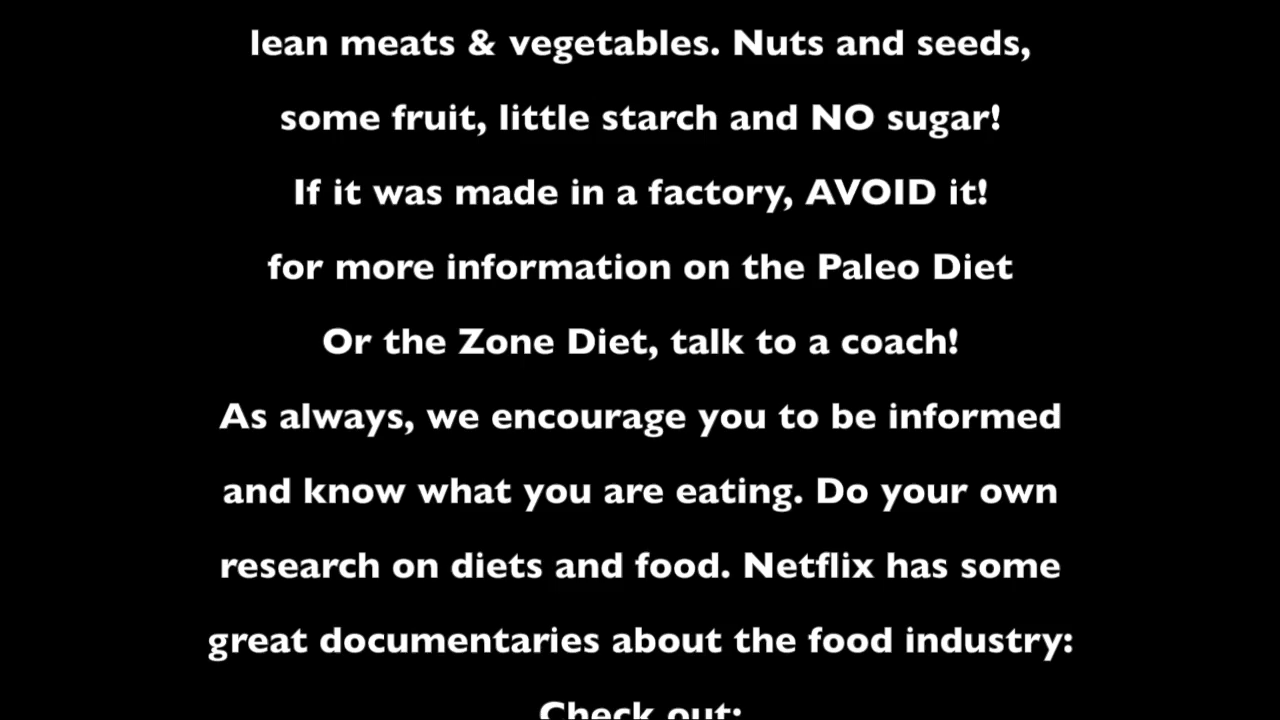 lean meats & vegetables. Nuts and seeds,
some fruit, little starch and NO sugar!
If it was made in a factory, AVOID it!
for more information on the Paleo Diet
Or the Zone Diet, talk to a coach!
As always, we encourage you to be informed
and know what you are eating. Do your own
research on diets and food. Netflix has some
great documentaries about the food industry:
Check out: